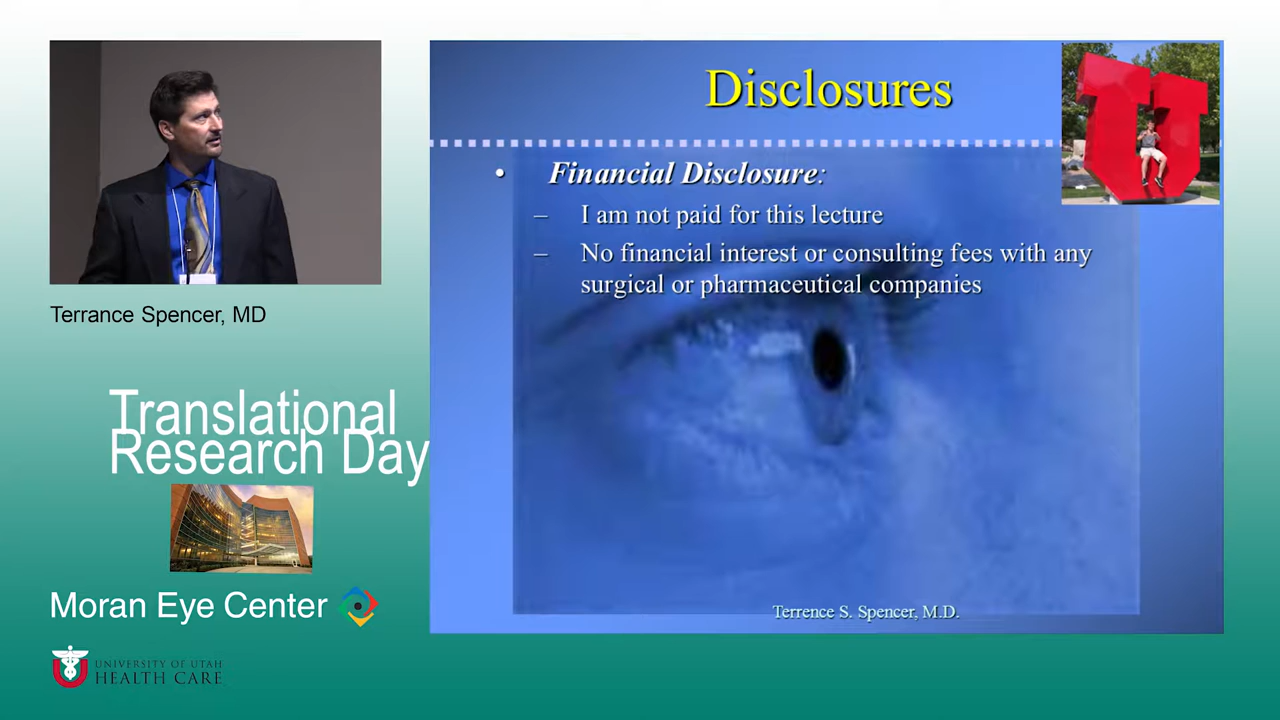 Terrance Spencer, MD
Translational
Research Day
Moran Eye Center
UNIVERSITY OF UTAH
HEALTH CARE
Disclosures
• Financial Disclosure:
– I am not paid for this lecture
– No financial interest or consulting fees with any
surgical or pharmaceutical companies
Terrence S. Spencer, M.D.
U